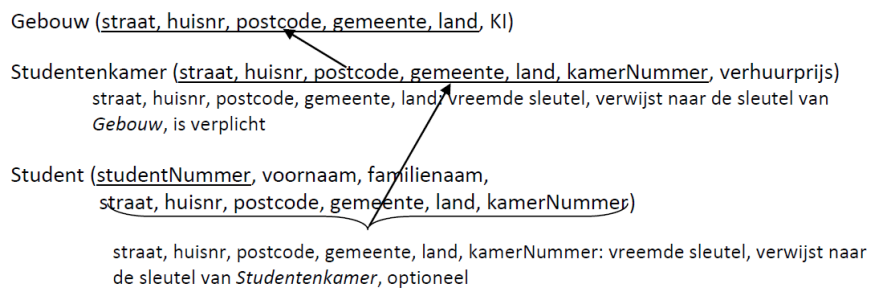 Gebouw (straat, huisnr, postcode, gemeente, land, KI)
Studentenkamer (straat, huisnr, postcode, gemeente, land, kamerNummer, verhuurprijs)
straat, huisnr, postcode, gemeente, land: vreemde sleutel, verwijst naar de sleutel van
Gebouw, is verplicht
Student (studentNummer, voornaam, familienaam,
straat, huisnr, postcode, gemeente, land, kamerNummer)
straat, huisnr, postcode, gemeente, land, kamerNummer: vreemde sleutel, verwijst naar
de sleutel van Studentenkamer, optioneel